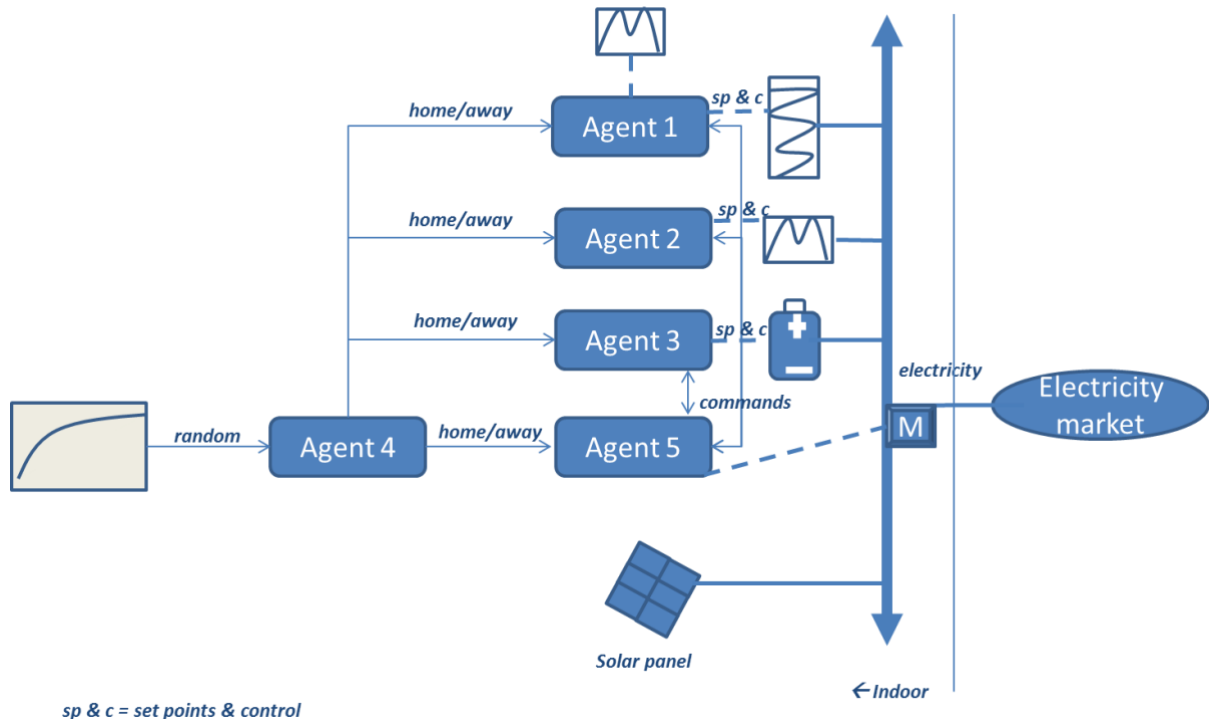 home/away
Agent 1
sp & c
home/away
Agent 2
sp & c
home/away
Agent 3
sp & c
electricity
Electricity
market
commands
random
Agent 4
home/away
Agent 5
M
Solar panel
←Indoor
sp & c = set points & control